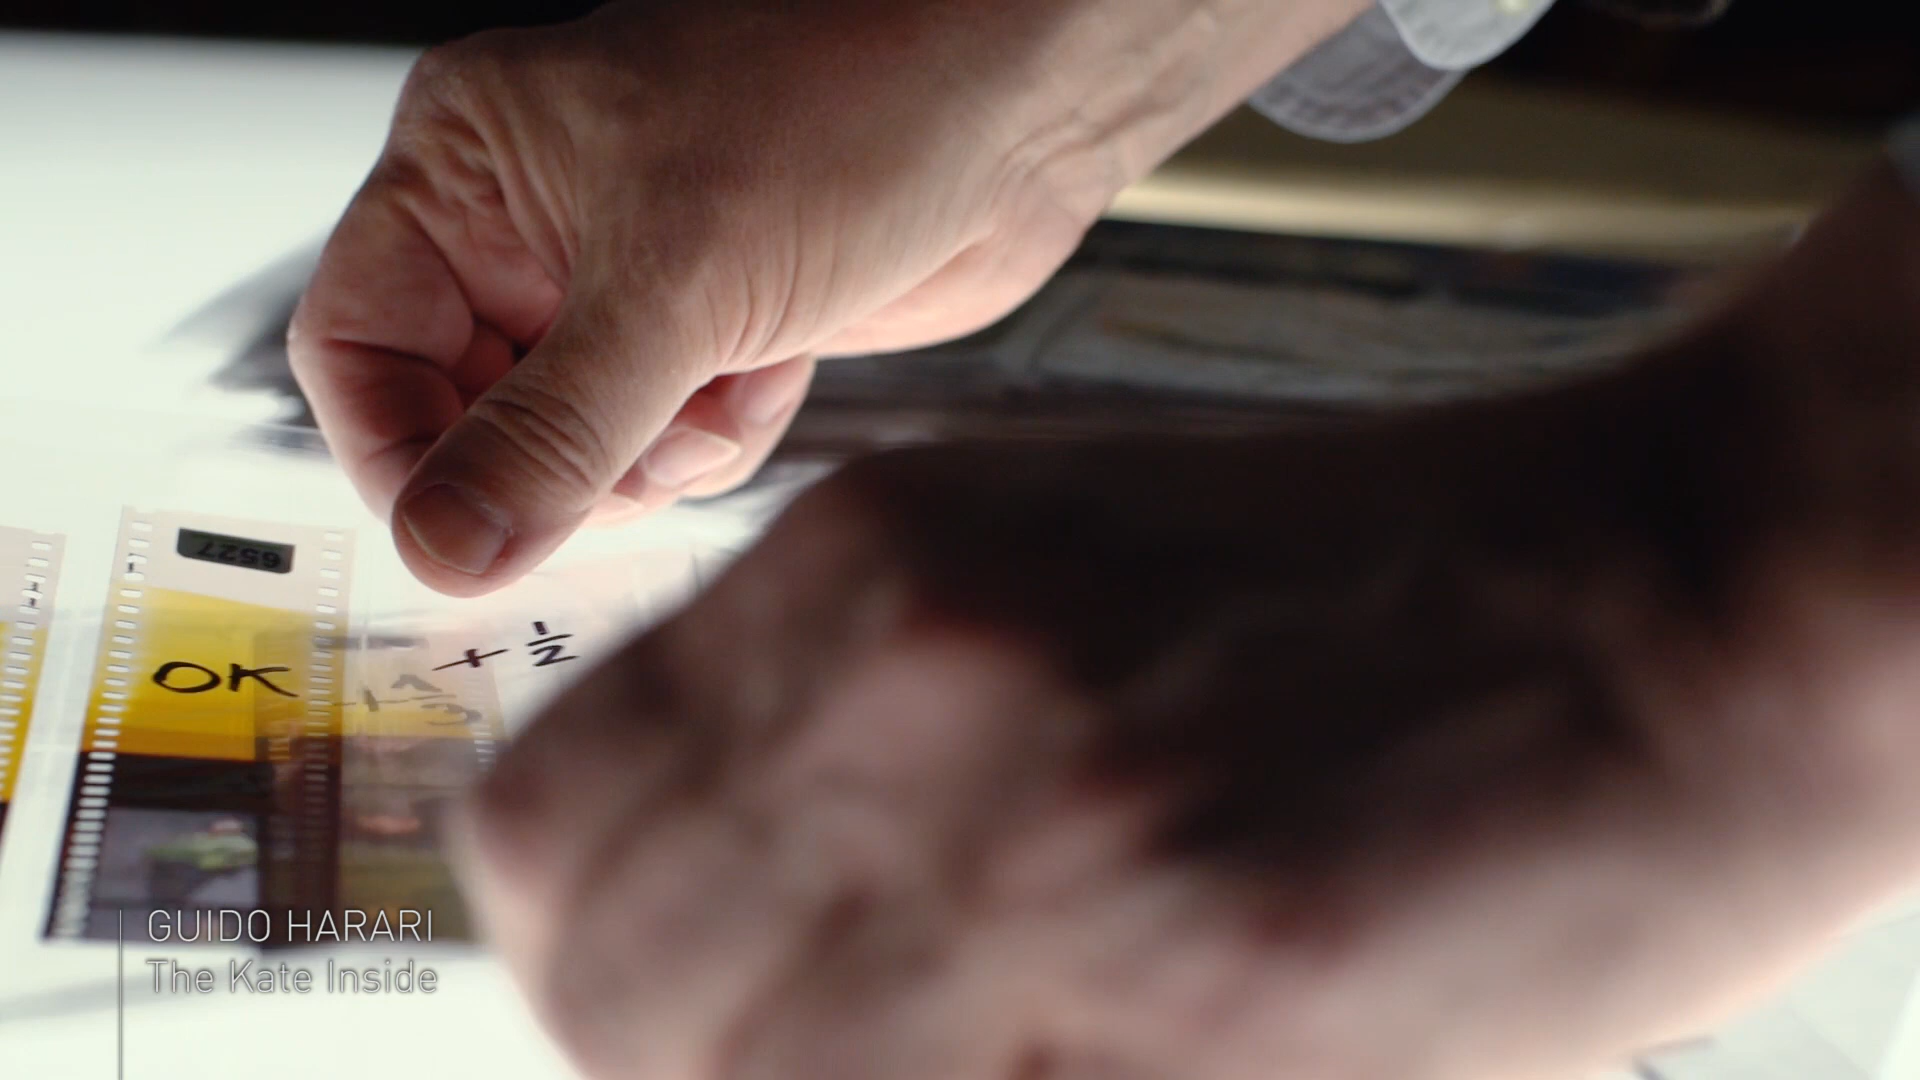 6527
OK
+ 1/2
GUIDO HARARI
The Kate Inside